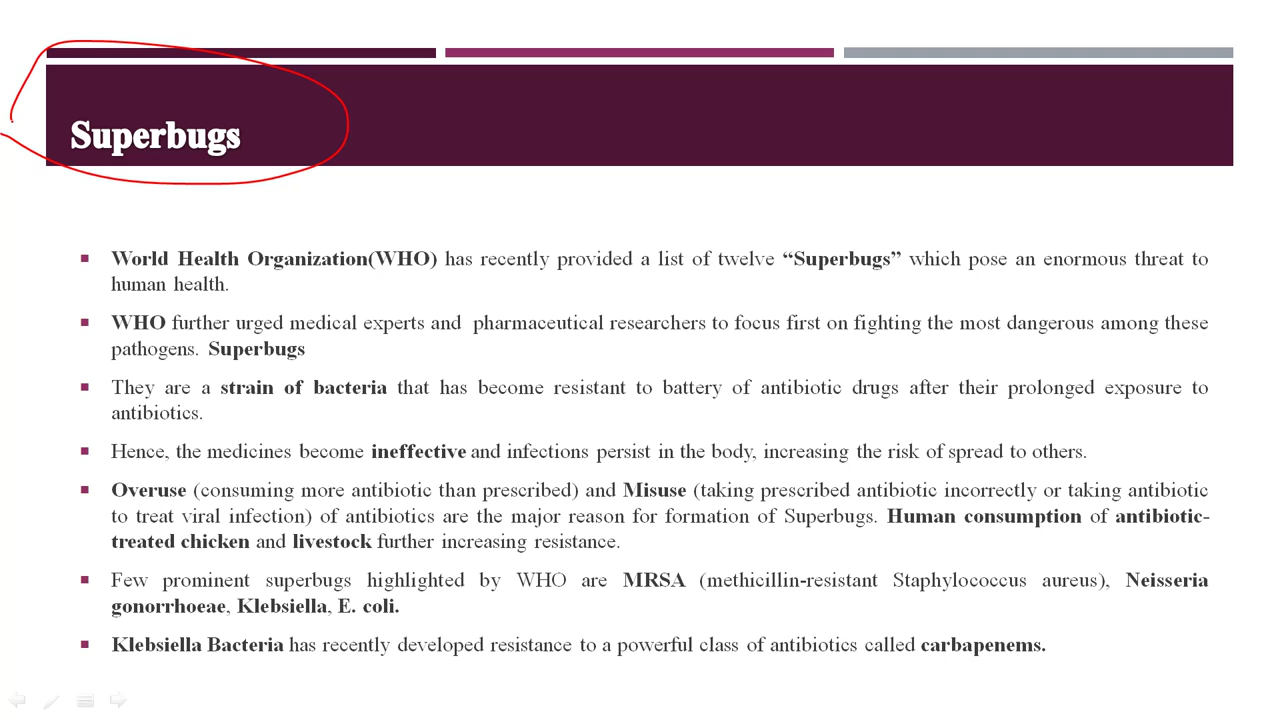 Superbugs
World Health Organization(WHO) has recently provided a list of twelve “Superbugs” which pose an enormous threat to
human health.
WHO further urged medical experts and pharmaceutical researchers to focus first on fighting the most dangerous among these
pathogens. Superbugs
They are a strain of bacteria that has become resistant to battery of antibiotic drugs after their prolonged exposure to
antibiotics.
Hence, the medicines become ineffective and infections persist in the body, increasing the risk of spread to others.
Overuse (consuming more antibiotic than prescribed) and Misuse (taking prescribed antibiotic incorrectly or taking antibiotic
to treat viral infection) of antibiotics are the major reason for formation of Superbugs. Human consumption of antibiotic-
treated chicken and livestock further increasing resistance.
Few prominent superbugs highlighted by WHO are MRSA (methicillin-resistant Staphylococcus aureus), Neisseria
gonorrhoeae, Klebsiella, E. coli.
Klebsiella Bacteria has recently developed resistance to a powerful class of antibiotics called carbapenems.